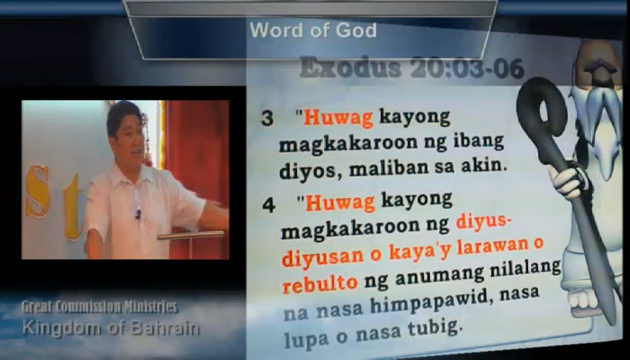 Word of God
Exodus 20:03-06
3 "Huwag kayong
magkakaroon ng ibang
diyos, maliban sa akin.
4 "Huwag kayong
magkakaroon ng diyus-
diyusan o kaya'y larawan o
rebulto ng anumang nilalang
na nasa himpapawid, nasa
lupa o nasa tubig.
St
Great Commission Ministries
Kingdom of Bahrain